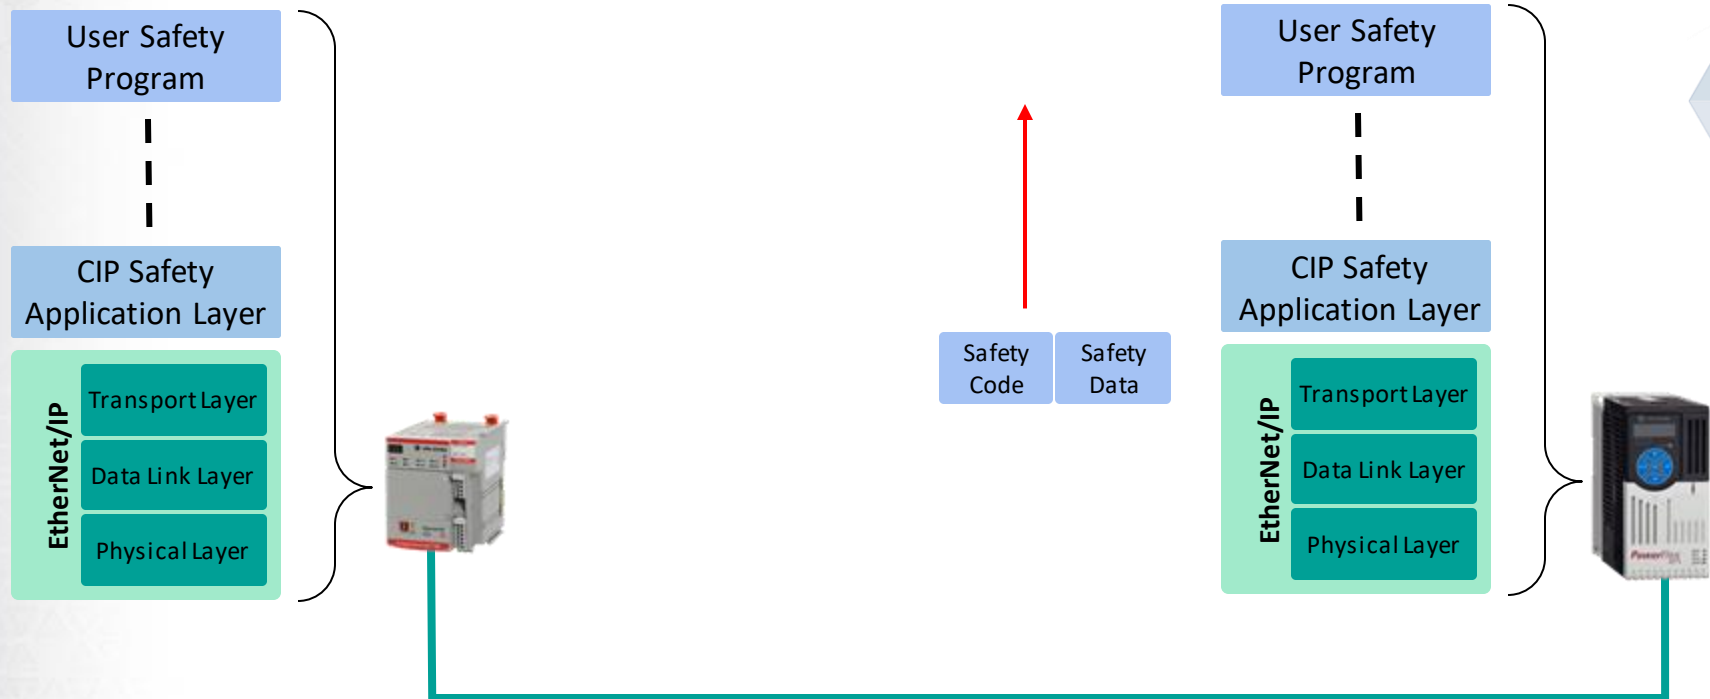 User Safety
Program
CIP Safety
Application Layer
EtherNet/IP
Transport Layer
Data Link Layer
Physical Layer
Safety
Code
Safety
Data
User Safety
Program
CIP Safety
Application Layer
EtherNet/IP
Transport Layer
Data Link Layer
Physical Layer
PowerFlex